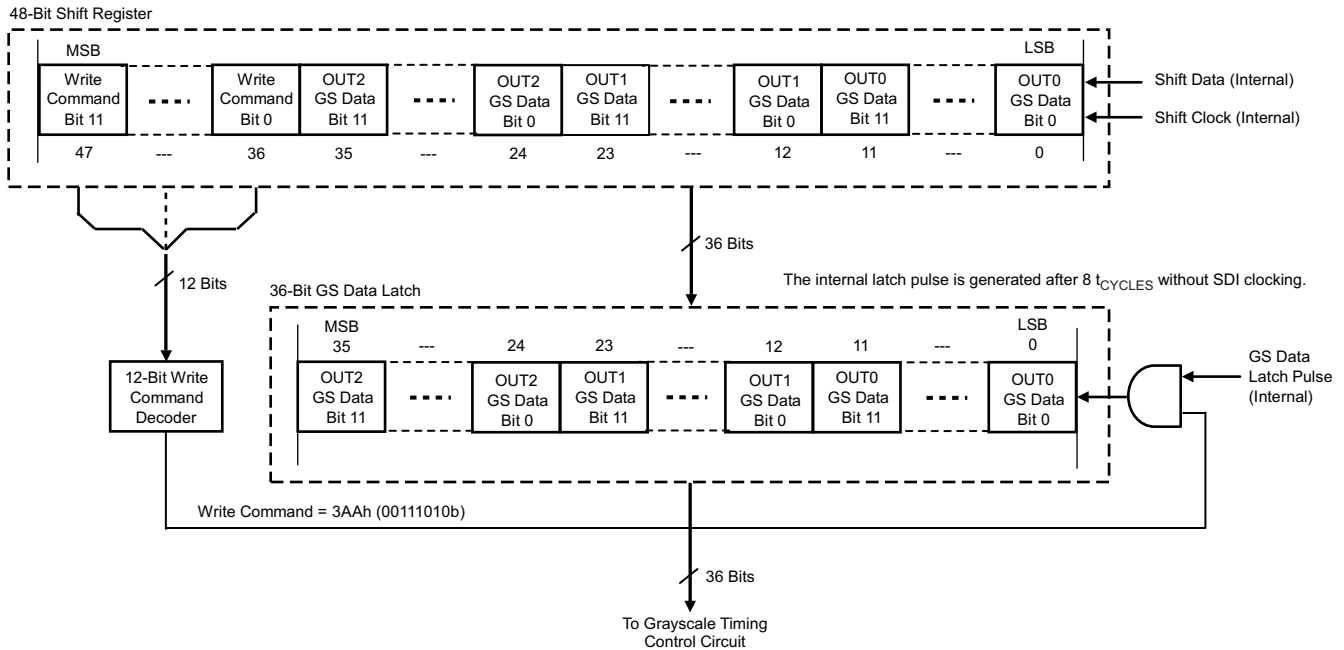 48-Bit Shift Register
MSB
LSB
Write Command Bit 11
Write Command Bit 0
OUT2 GS Data Bit 11
OUT2 GS Data Bit 0
OUT1 GS Data Bit 11
OUT1 GS Data Bit 0
OUT0 GS Data Bit 11
OUT0 GS Data Bit 0
Shift Data (Internal)
Shift Clock (Internal)
47 --- 36 35 --- 24 23 --- 12 11 --- 0
36 Bits
12 Bits
The internal latch pulse is generated after 8 tCYCLES without SDI clocking.
36-Bit GS Data Latch
MSB
LSB
35 --- 24 23 --- 12 11 --- 0
12-Bit Write Command Decoder
OUT2 GS Data Bit 11
OUT2 GS Data Bit 0
OUT1 GS Data Bit 11
OUT1 GS Data Bit 0
OUT0 GS Data Bit 11
OUT0 GS Data Bit 0
GS Data Latch Pulse (Internal)
Write Command = 3AAh (00111010b)
36 Bits
To Grayscale Timing
Control Circuit